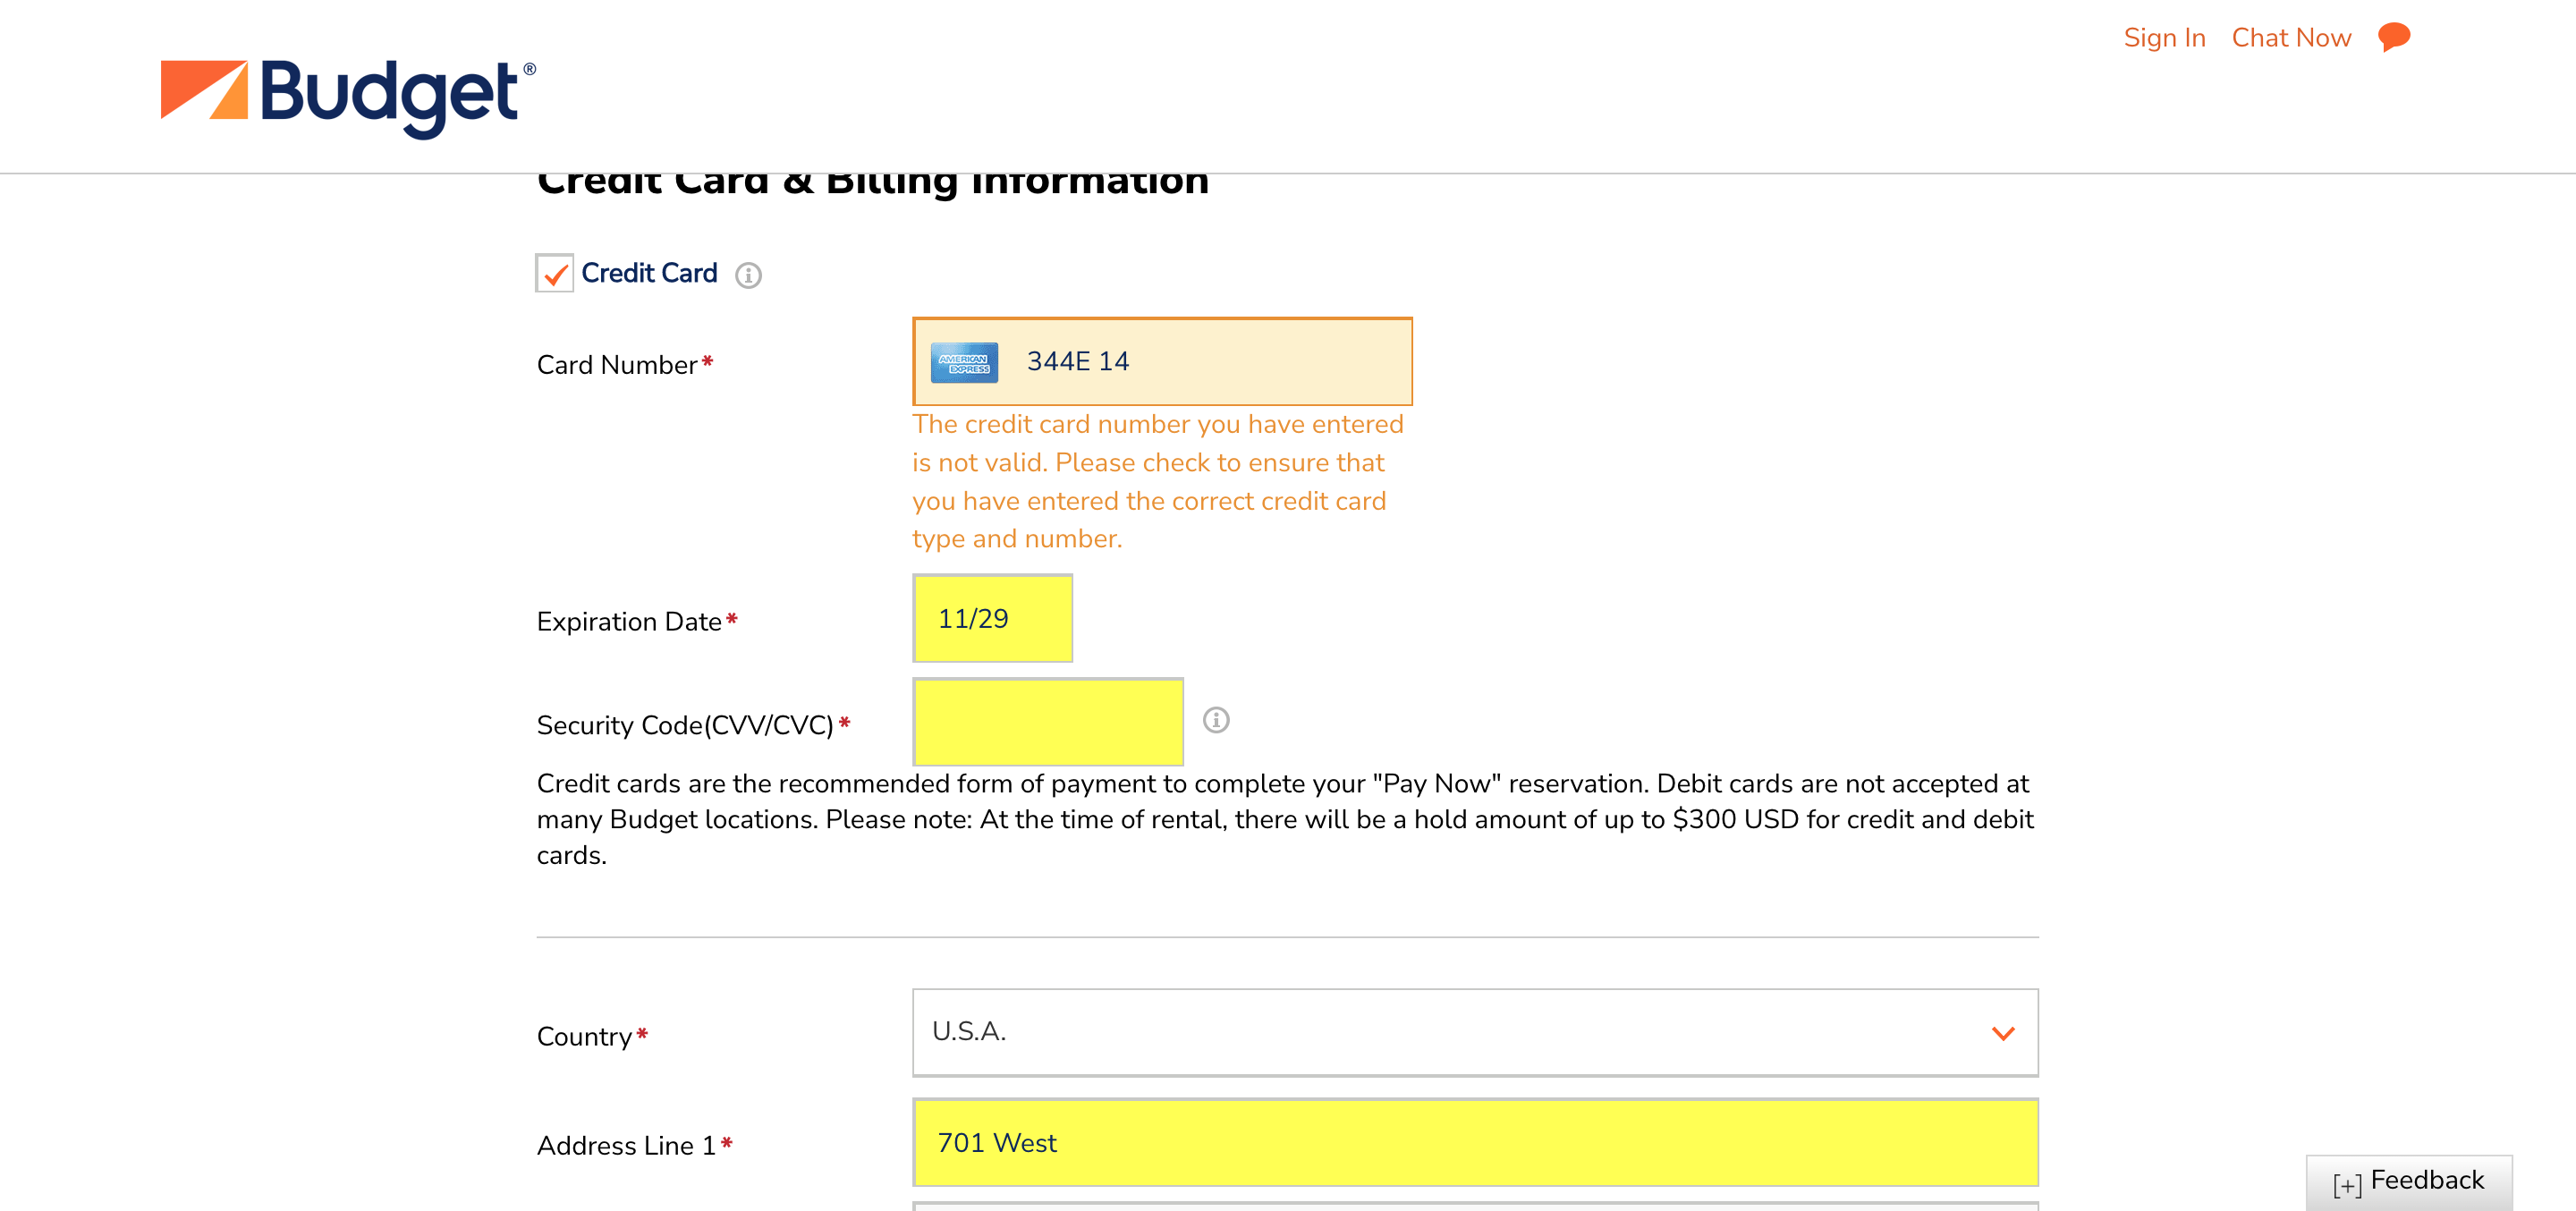 Sign In Chat Now
Budget®
Credit Card & Billing Information
Credit Card
Card Number*
AMERICAN
EXPRESS
344E 14
The credit card number you have entered
is not valid. Please check to ensure that
you have entered the correct credit card
type and number.
Expiration Date*
11/29
Security Code(CVV/CVC)*
Credit cards are the recommended form of payment to complete your "Pay Now" reservation. Debit cards are not accepted at
many Budget locations. Please note: At the time of rental, there will be a hold amount of up to $300 USD for credit and debit
cards.
Country*
U.S.A.
Address Line 1*
701 West
[+] Feedback